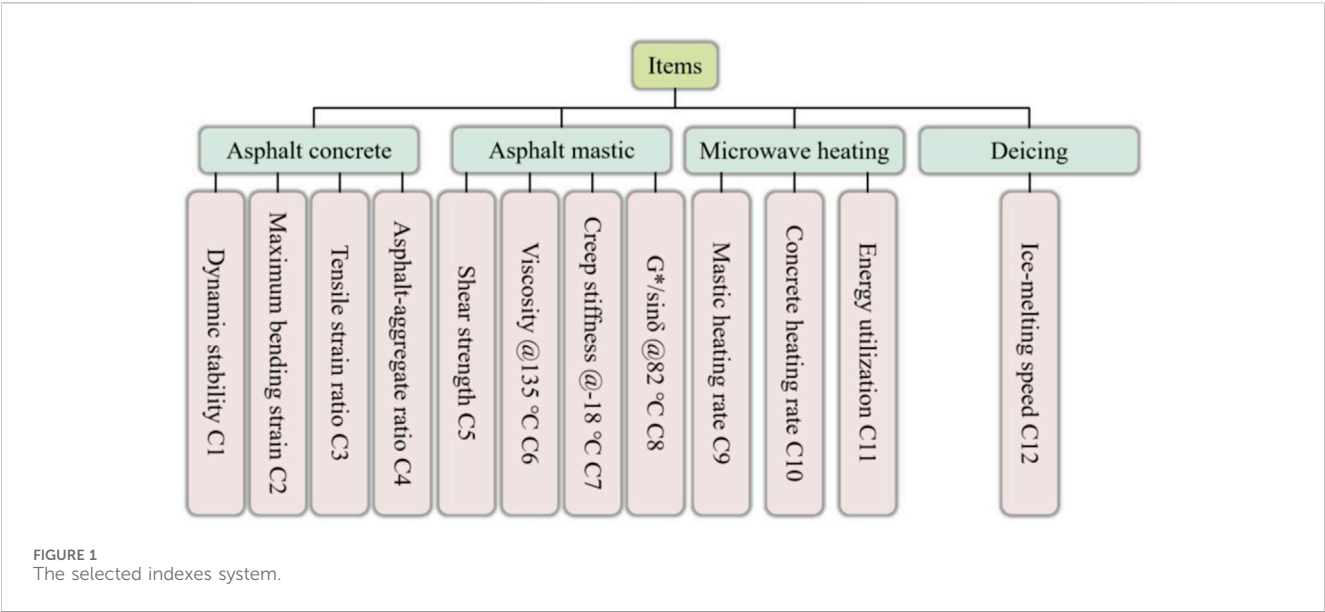 Items
Asphalt concrete
Asphalt mastic
Microwave heating
Deicing
Dynamic stability C1
Maximum bending strain C2
Tensile strain ratio C3
Asphalt-aggregate ratio C4
Shear strength C5
Viscosity @135 °C C6
Creep stiffness @-18 °C C7
G*/sinδ @82 °C C8
Mastic heating rate C9
Concrete heating rate C10
Energy utilization C11
Ice-melting speed C12
FIGURE 1
The selected indexes system.